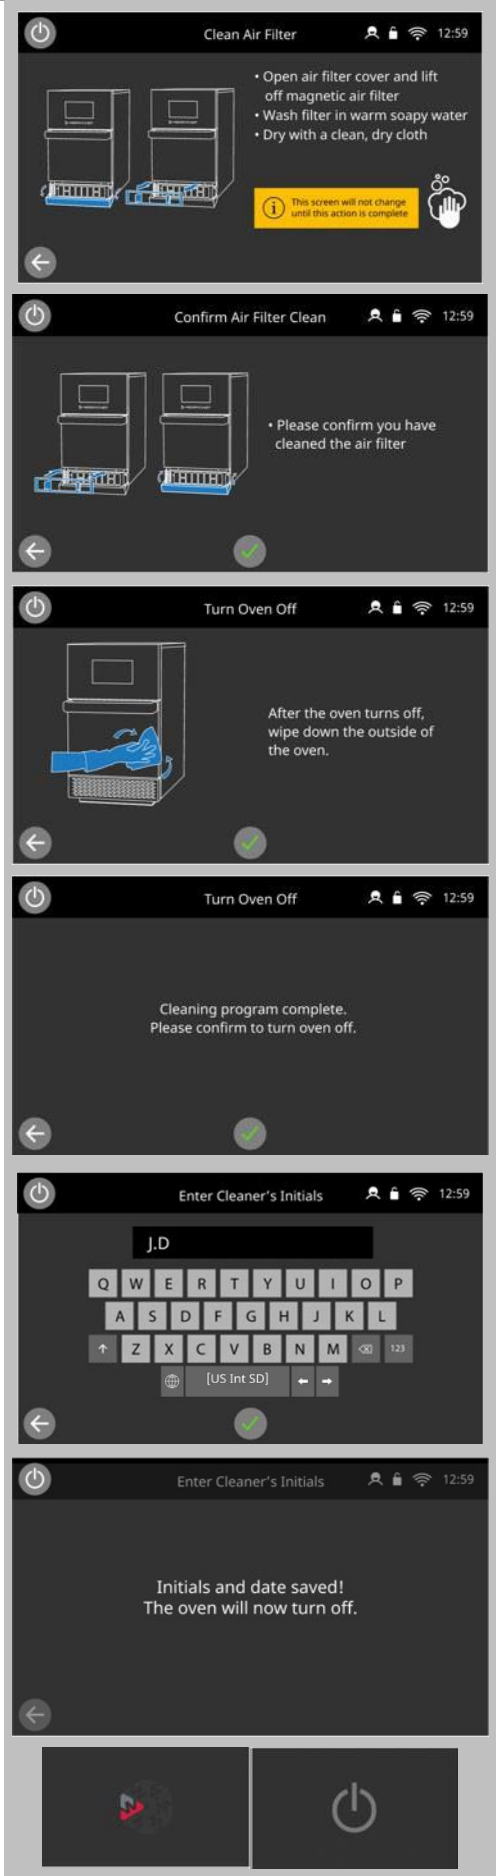 Clean Air Filter
12:59
• Open air filter cover and lift
off magnetic air filter
• Wash filter in warm soapy water
• Dry with a clean, dry cloth
i
This screen will not change
until this action is complete
Confirm Air Filter Clean
12:59
• Please confirm you have
cleaned the air filter
Turn Oven Off
12:59
After the oven turns off,
wipe down the outside of
the oven.
Turn Oven Off
12:59
Cleaning program complete.
Please confirm to turn oven off.
Enter Cleaner's Initials
12:59
J.D
Q W E R T Y U I O P
A S D F G H J K L
Z X C V B N M 123
[US Int SD]
Enter Cleaner's Initials
12:59
Initials and date saved!
The oven will now turn off.